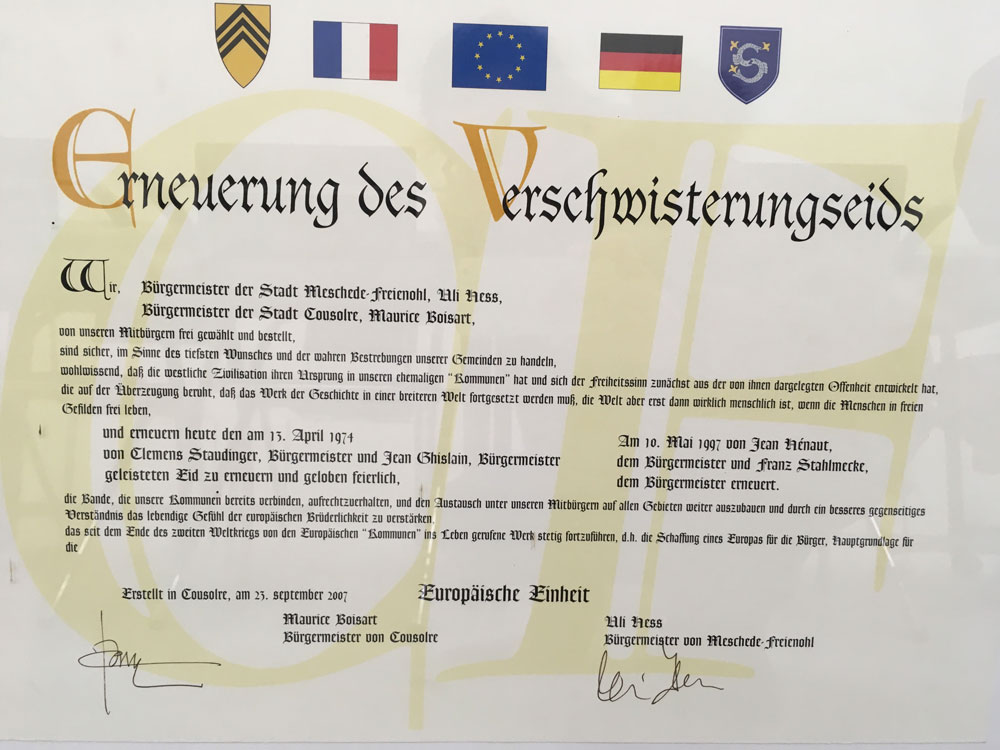 Erneuerung des Verschwisterungseids
Wir, Bürgermeister der Stadt Meschede-Freienohl, Uli Hess,
Bürgermeister der Stadt Cousolre, Maurice Boisart,
von unseren Mitbürgern frei gewählt und bestellt,
sind sicher, im Sinne des tiefsten Wunsches und der wahren Bestrebungen unserer Gemeinden zu handeln,
wohlwissend, daß die westliche Zivilisation ihren Ursprung in unseren ehemaligen "Kommunen" hat und sich der Freiheitssinn zunächst aus der von ihnen dargelegten Offenheit entwickelt hat,
die auf der Überzeugung beruht, daß das Werk der Geschichte in einer breiteren Welt fortgesetzt werden muß, die Welt aber erst dann wirklich menschlich ist, wenn die Menschen in freien
Gefilden frei leben,
und erneuern heute den am 13. April 1974
von Clemens Staudinger, Bürgermeister und Jean Ghislain, Bürgermeister
geleisteten Eid zu erneuern und geloben feierlich,
Am 10. Mai 1997 von Jean Hénaut,
dem Bürgermeister und Franz Stahlmecke,
dem Bürgermeister erneuert.
die Bande, die unsere Kommunen bereits verbinden, aufrechtzuerhalten, und den Austausch unter unseren Mitbürgern auf allen Gebieten weiter auszubauen und durch ein besseres gegenseitiges
Verständnis das lebendige Gefühl der europäischen Brüderlichkeit zu verstärken.
das seit dem Ende des zweiten Weltkriegs von den Europäischen "Kommunen" ins Leben gerufene Werk stetig fortzuführen, d.h. die Schaffung eines Europas für die Bürger, Hauptgrundlage für
die
Europäische Einheit
Erstellt in Cousolre, am 23. september 2007
Maurice Boisart
Bürgermeister von Cousolre
Uli Hess
Bürgermeister von Meschede-Freienohl